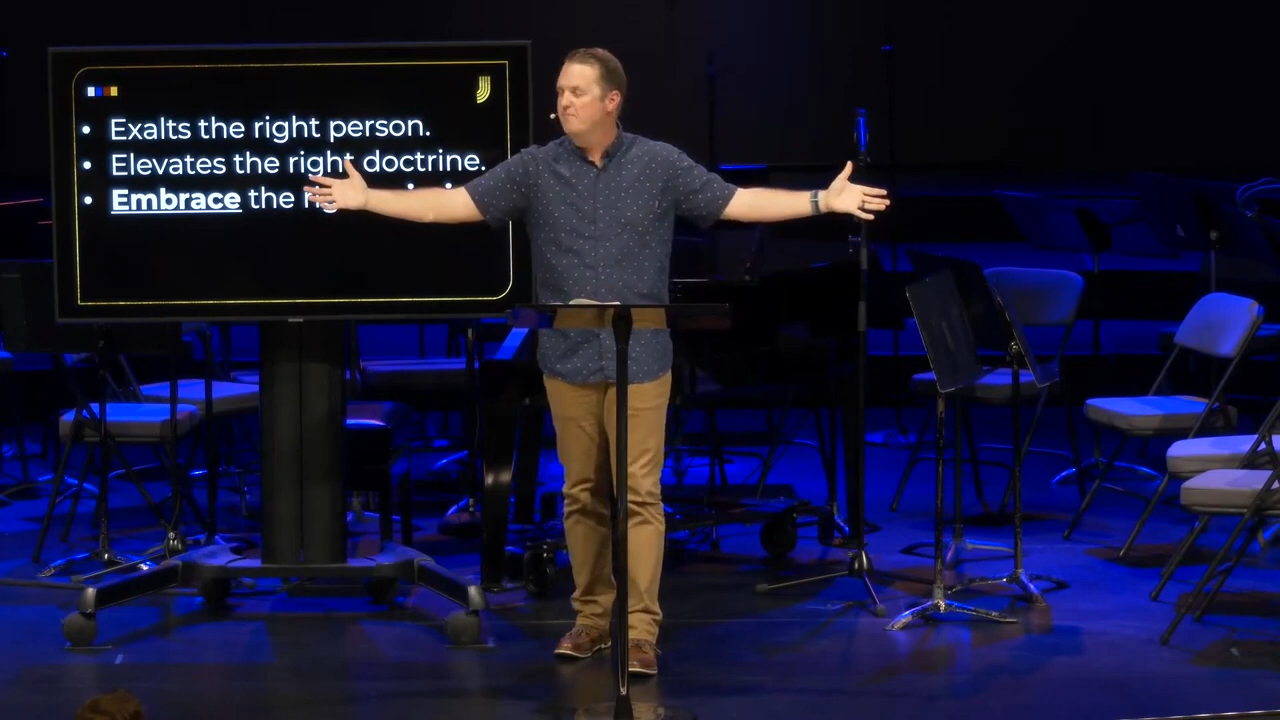 • Exalts the right person.
• Elevates the right doctrine.
• Embrace the